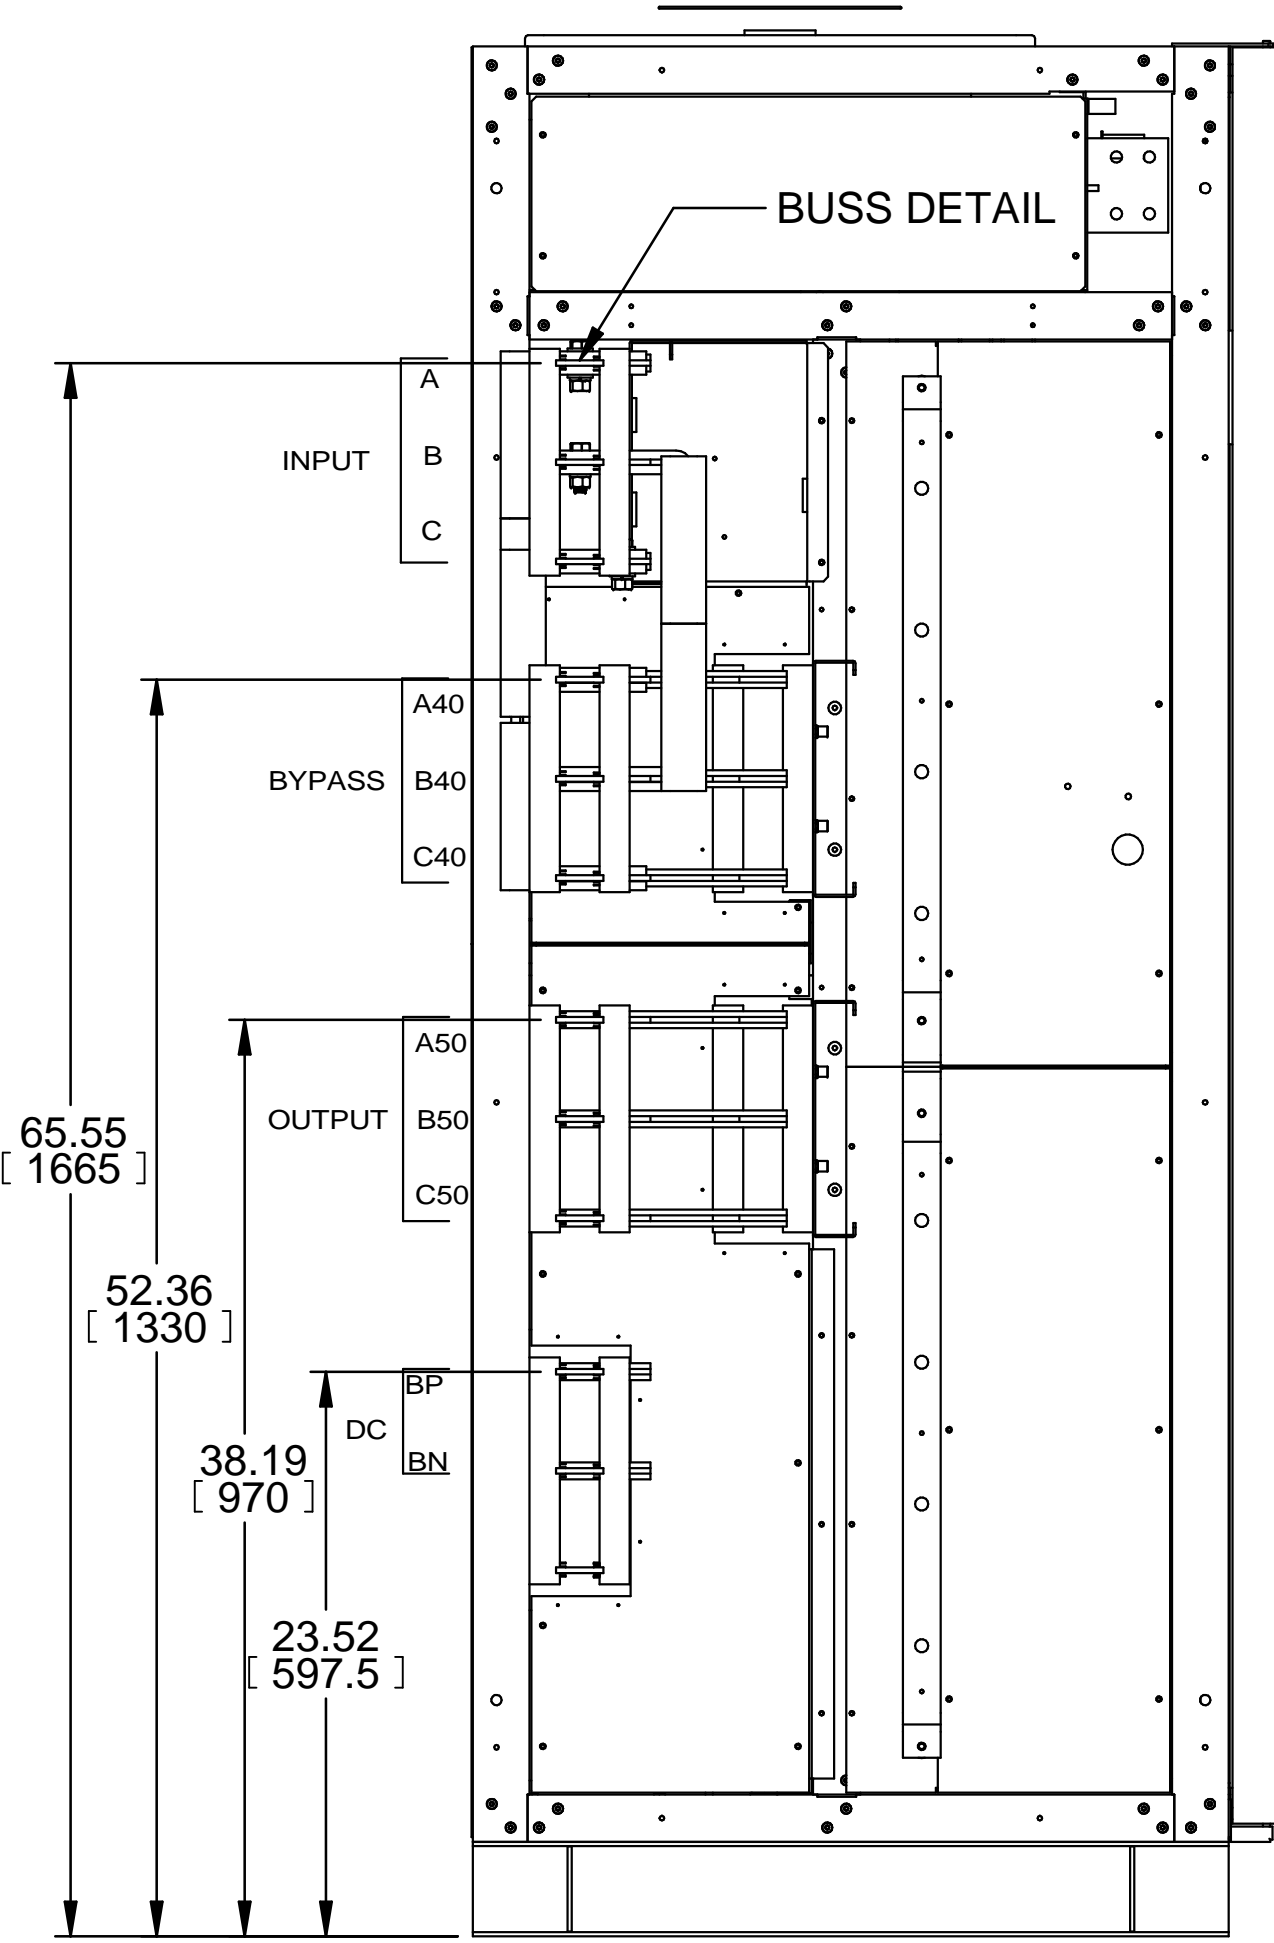 BUSS DETAIL
A
INPUT
B
C
A40
BYPASS
B40
C40
A50
OUTPUT
B50
C50
65.55
[ 1665 ]
52.36
[ 1330 ]
BP
DC
BN
38.19
[ 970 ]
23.52
[ 597.5 ]